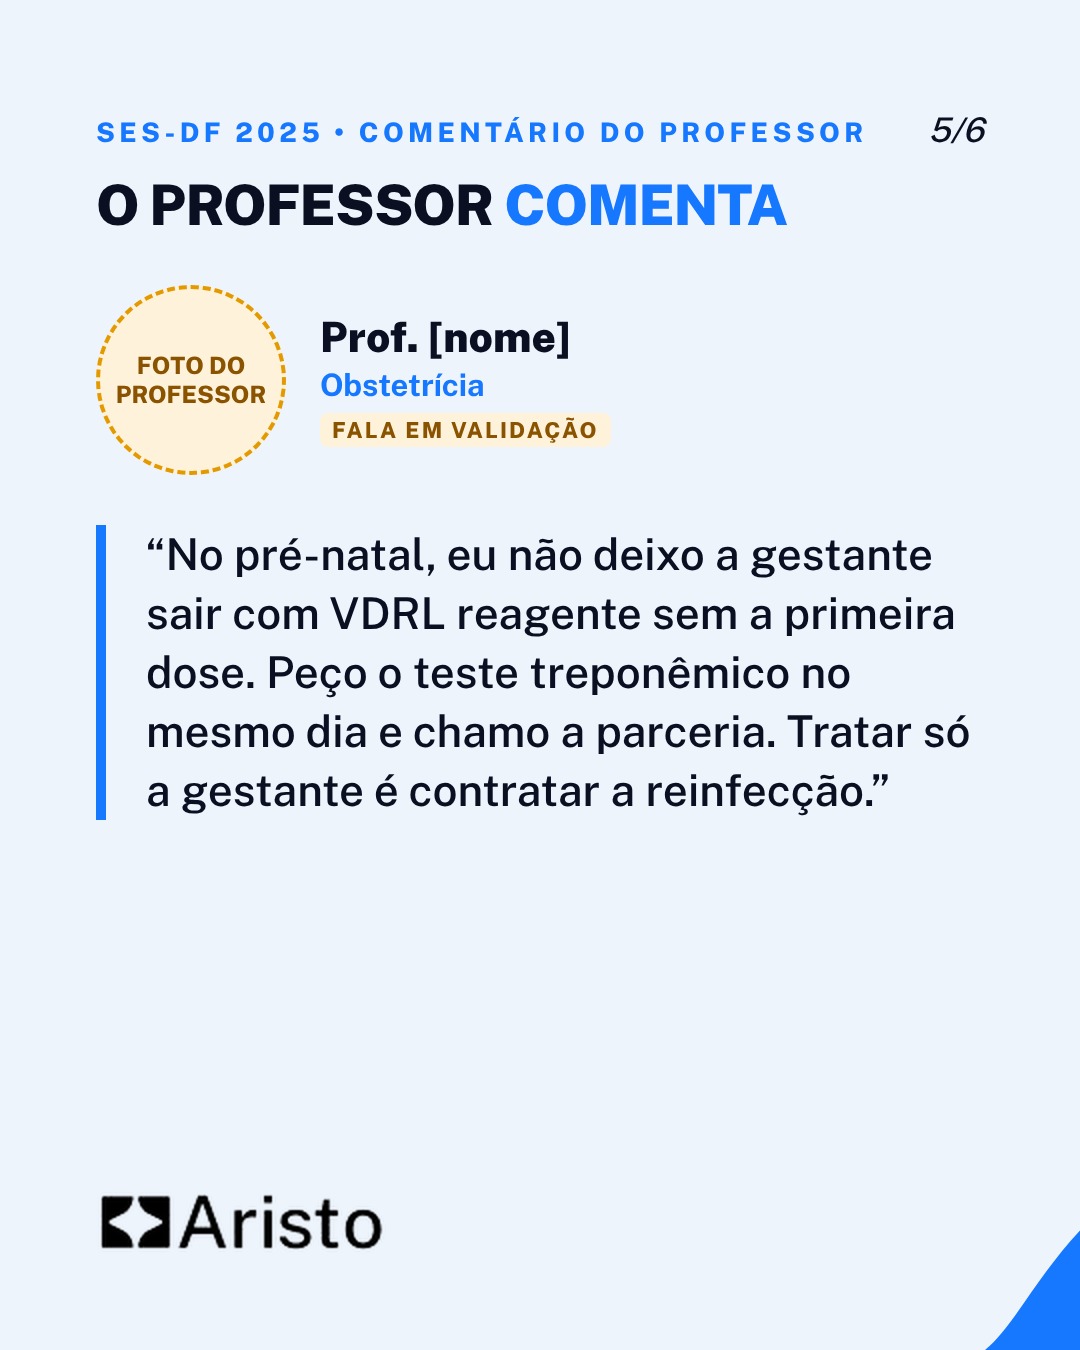 SES-DF 2025 • COMENTÁRIO DO PROFESSOR 5/6
O PROFESSOR COMENTA
FOTO DO
PROFESSOR
Prof. [nome]
Obstetrícia
FALA EM VALIDAÇÃO
“No pré-natal, eu não deixo a gestante
sair com VDRL reagente sem a primeira
dose. Peço o teste treponêmico no
mesmo dia e chamo a parceria. Tratar só
a gestante é contratar a reinfecção.”
Aristo